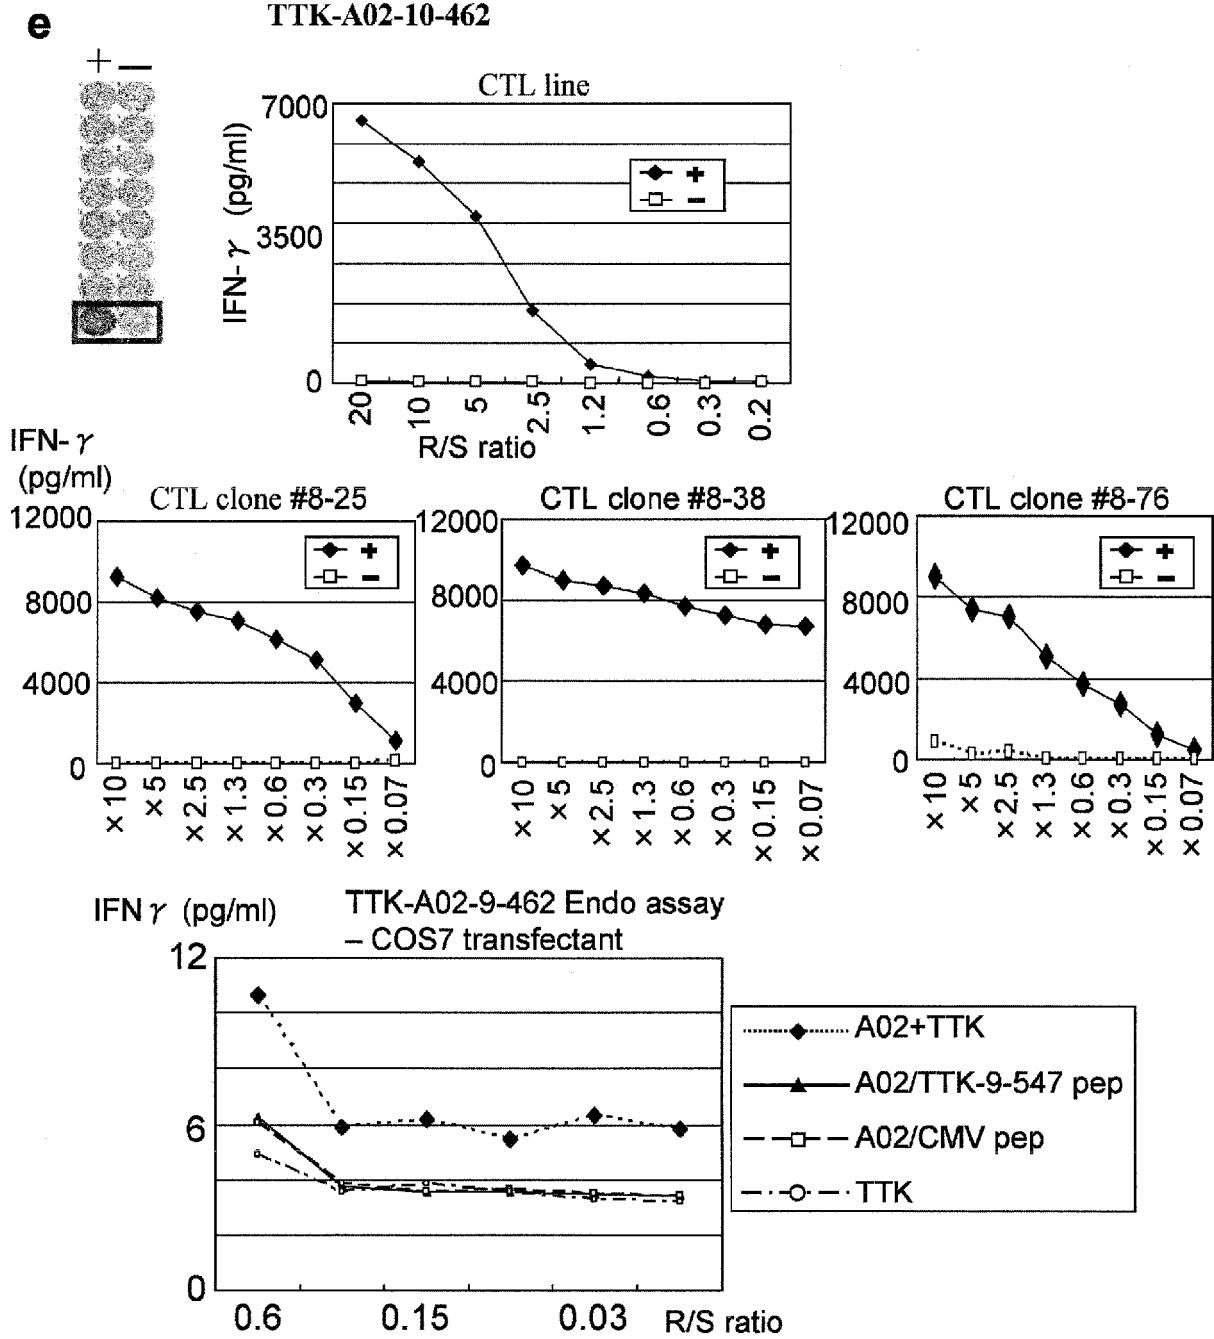 e
TTK-A02-10-462
+ −
CTL line
IFN-γ (pg/ml)
7000
3500
0
+
−
20 10 5 2.5 1.2 0.6 0.3 0.2
R/S ratio
IFN-γ
(pg/ml)
CTL clone #8-25
12000
8000
4000
0
+
−
×10 ×5 ×2.5 ×1.3 ×0.6 ×0.3 ×0.15 ×0.07
CTL clone #8-38
12000
8000
4000
0
+
−
×10 ×5 ×2.5 ×1.3 ×0.6 ×0.3 ×0.15 ×0.07
CTL clone #8-76
12000
8000
4000
0
+
−
×10 ×5 ×2.5 ×1.3 ×0.6 ×0.3 ×0.15 ×0.07
IFNγ (pg/ml)
TTK-A02-9-462 Endo assay
– COS7 transfectant
12
6
0
0.6 0.15 0.03 R/S ratio
A02+TTK
A02/TTK-9-547 pep
A02/CMV pep
TTK